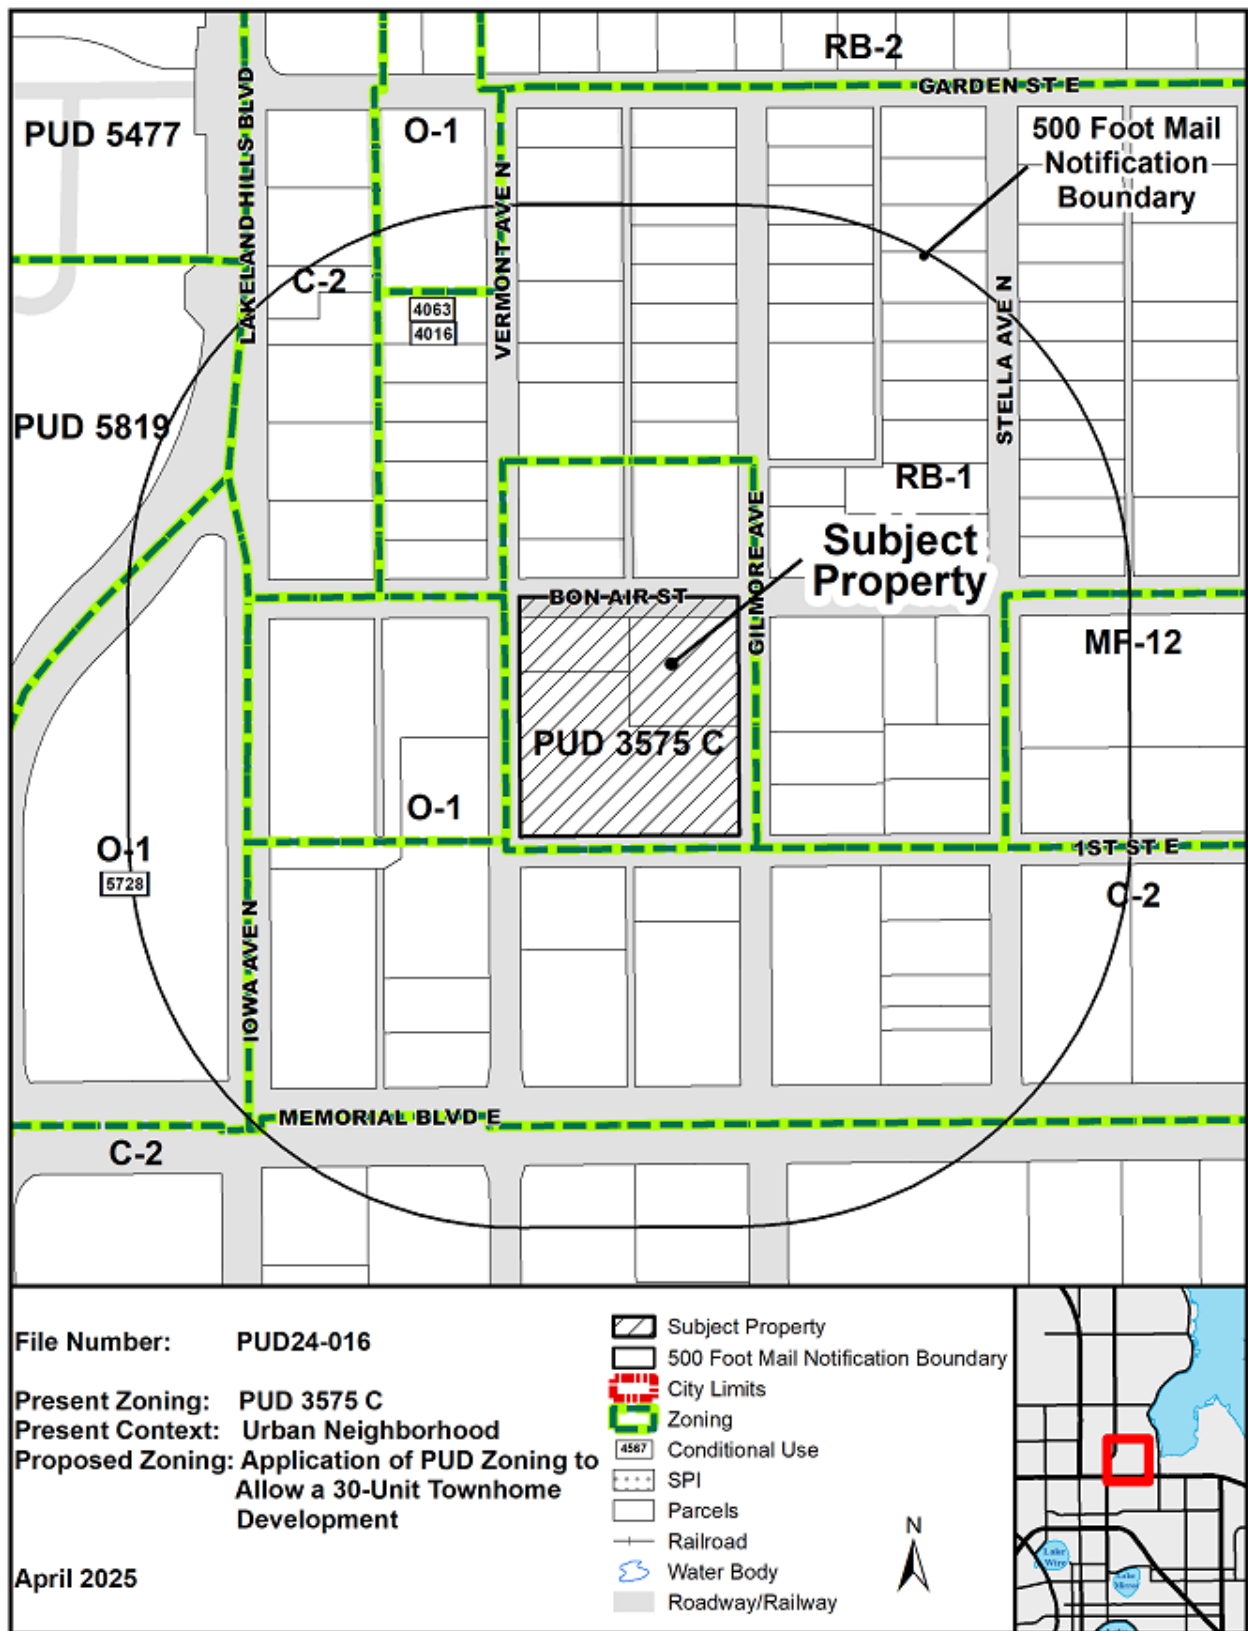 RB-2
GARDEN ST E
PUD 5477
LAKELAND HILLS BLVD
O-1
500 Foot Mail
Notification
Boundary
VERMONT AVE N
C-2
4063
4016
STELLA AVE N
PUD 5819
RB-1
GILMORE AVE
Subject
Property
BON AIR ST
MF-12
PUD 3575 C
O-1
O-1
5728
1ST ST E
C-2
IOWA AVE N
MEMORIAL BLVD E
C-2
File Number: PUD24-016
Present Zoning: PUD 3575 C
Present Context: Urban Neighborhood
Proposed Zoning: Application of PUD Zoning to
Allow a 30-Unit Townhome
Development
April 2025
Subject Property
500 Foot Mail Notification Boundary
City Limits
Zoning
4567 Conditional Use
SPI
Parcels
Railroad
Water Body
Roadway/Railway
N
Lake
Wire
Lake
Mirror